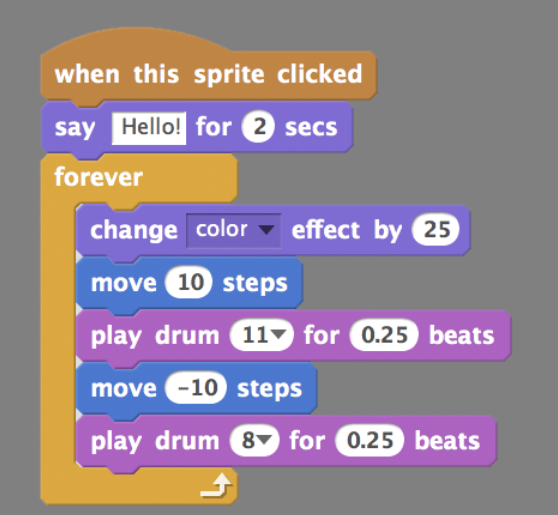 when this sprite clicked
say Hello! for 2 secs
forever
change color effect by 25
move 10 steps
play drum 11 for 0.25 beats
move -10 steps
play drum 8 for 0.25 beats